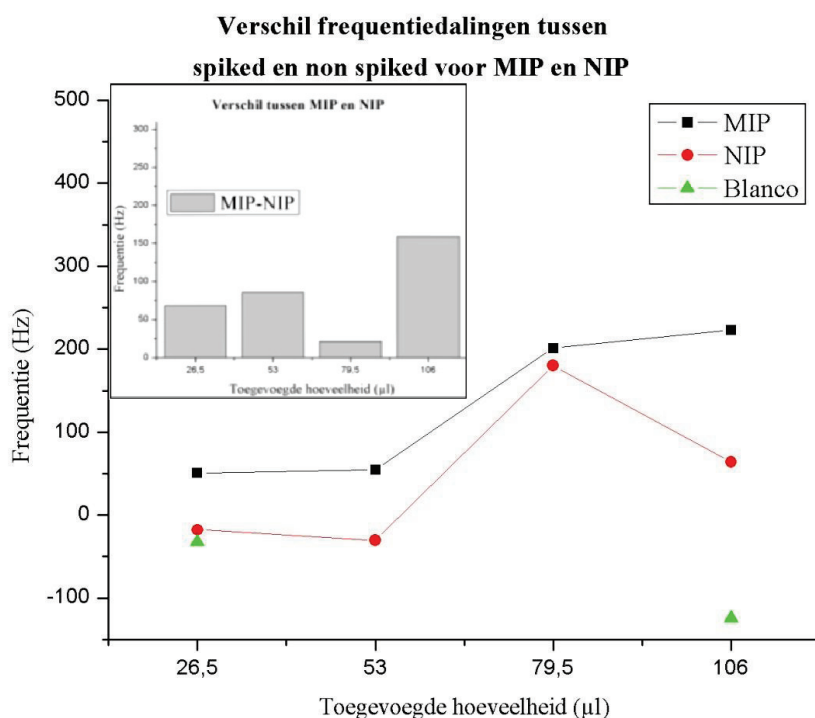 Verschil frequentiedalingen tussen
spiked en non spiked voor MIP en NIP
500
400
300
200
100
0
-100
Frequentie (Hz)
26,5
53
79,5
106
Toegevoegde hoeveelheid (µl)
MIP
NIP
Blanco
Verschil tussen MIP en NIP
300
250
200
150
100
50
0
Frequentie (Hz)
MIP-NIP
26,5
53
79,5
106
Toegevoegde hoeveelheid (µl)